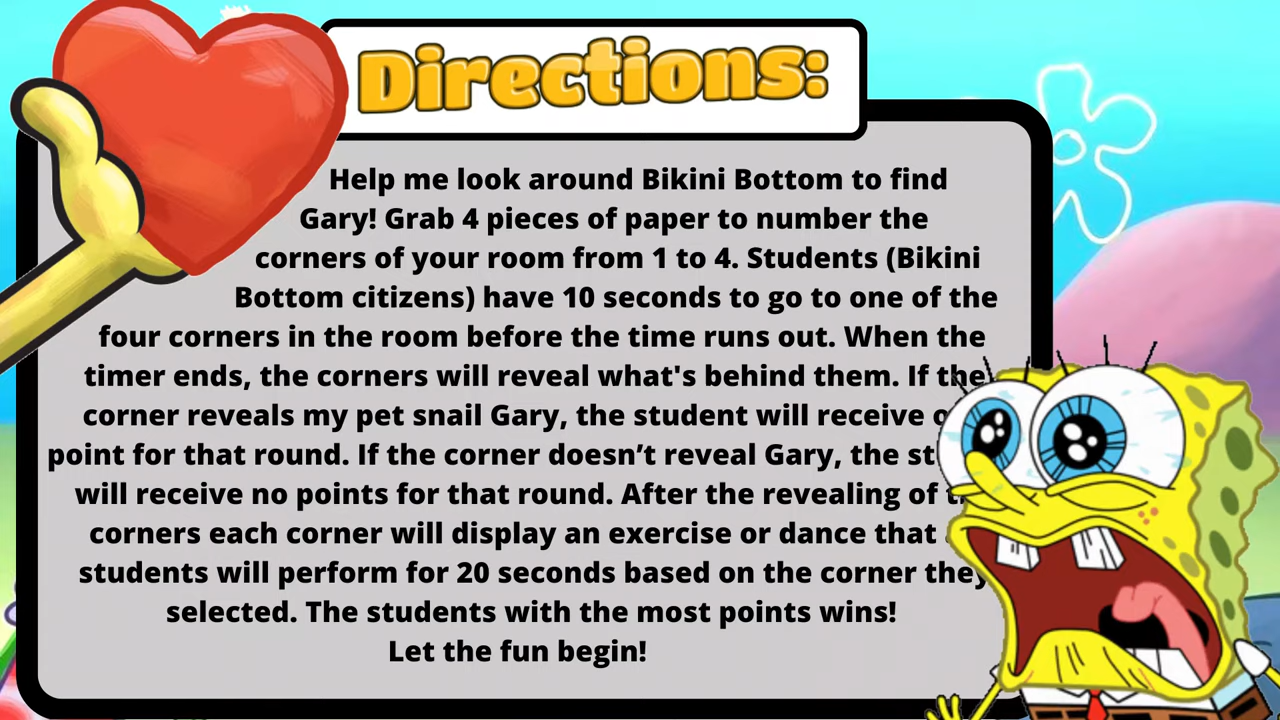 Directions:
Help me look around Bikini Bottom to find
Gary! Grab 4 pieces of paper to number the
corners of your room from 1 to 4. Students (Bikini
Bottom citizens) have 10 seconds to go to one of the
four corners in the room before the time runs out. When the
timer ends, the corners will reveal what's behind them. If the
corner reveals my pet snail Gary, the student will receive
point for that round. If the corner doesn’t reveal Gary, the
will receive no points for that round. After the revealing of
corners each corner will display an exercise or dance that
students will perform for 20 seconds based on the corner they
selected. The students with the most points wins!
Let the fun begin!